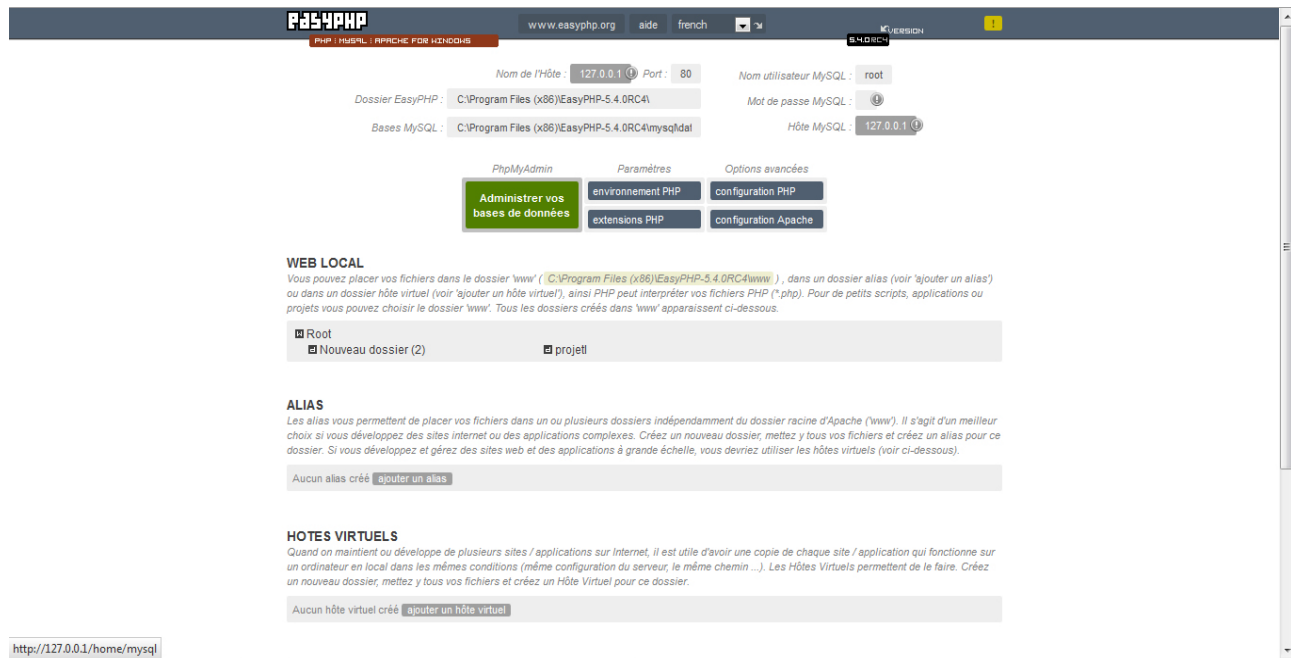 EASYPHP
www.easyphp.org aide french
VERSION
!
PHP | MYSQL | APACHE FOR WINDOWS
5.4.0RC4
Nom de l'Hôte : 127.0.0.1 Port : 80
Nom utilisateur MySQL : root
Dossier EasyPHP : C:\Program Files (x86)\EasyPHP-5.4.0RC4\
Mot de passe MySQL :
Bases MySQL : C:\Program Files (x86)\EasyPHP-5.4.0RC4\mysql\dat
Hôte MySQL : 127.0.0.1
PhpMyAdmin Paramètres Options avancées
Administrer vos
bases de données
environnement PHP configuration PHP
extensions PHP configuration Apache
WEB LOCAL
Vous pouvez placer vos fichiers dans le dossier 'www' ( C:\Program Files (x86)\EasyPHP-5.4.0RC4\www ) , dans un dossier alias (voir 'ajouter un alias')
ou dans un dossier hôte virtuel (voir 'ajouter un hôte virtuel'), ainsi PHP peut interpréter vos fichiers PHP (*.php). Pour de petits scripts, applications ou
projets vous pouvez choisir le dossier 'www'. Tous les dossiers créés dans 'www' apparaissent ci-dessous.
Root
Nouveau dossier (2) projetl
ALIAS
Les alias vous permettent de placer vos fichiers dans un ou plusieurs dossiers indépendamment du dossier racine d'Apache ('www'). Il s'agit d'un meilleur
choix si vous développez des sites internet ou des applications complexes. Créez un nouveau dossier, mettez y tous vos fichiers et créez un alias pour ce
dossier. Si vous développez et gérez des sites web et des applications à grande échelle, vous devriez utiliser les hôtes virtuels (voir ci-dessous).
Aucun alias créé ajouter un alias
HOTES VIRTUELS
Quand on maintient ou développe de plusieurs sites / applications sur Internet, il est utile d'avoir une copie de chaque site / application qui fonctionne sur
un ordinateur en local dans les mêmes conditions (même configuration du serveur, le même chemin ...). Les Hôtes Virtuels permettent de le faire. Créez
un nouveau dossier, mettez y tous vos fichiers et créez un Hôte Virtuel pour ce dossier.
Aucun hôte virtuel créé ajouter un hôte virtuel
http://127.0.0.1/home/mysql